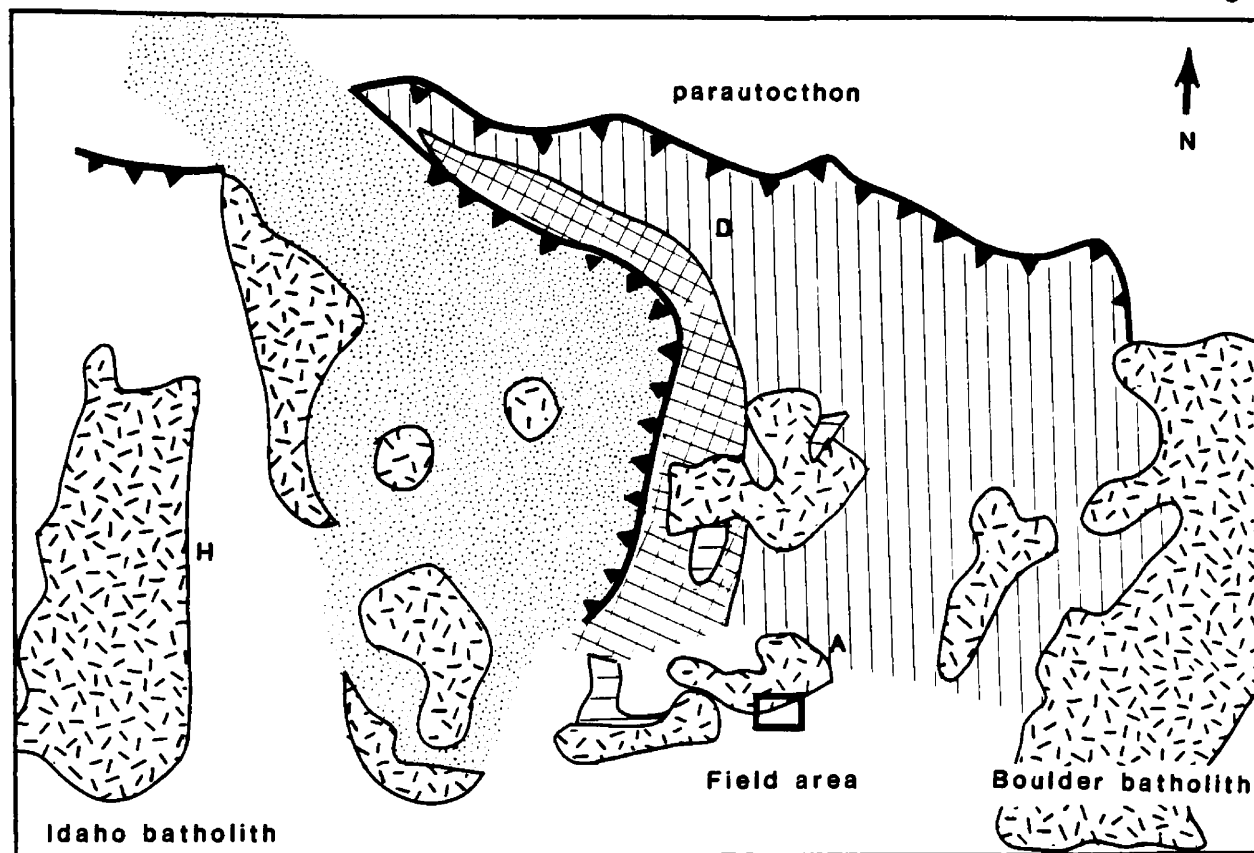 parautocthon
N
D
H
A
Field area
Boulder batholith
Idaho batholith